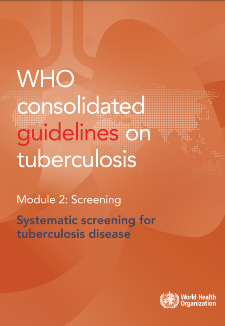 WHO
consolidated
guidelines on
tuberculosis
Module 2: Screening
Systematic screening for
tuberculosis disease
World Health
Organization